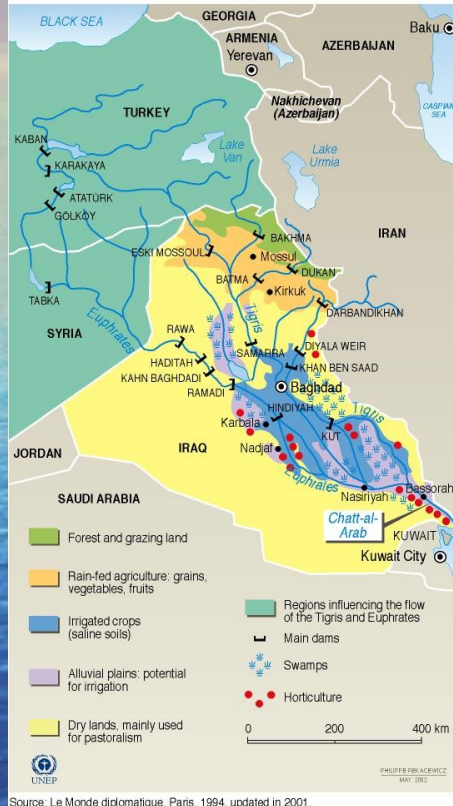 BLACK SEA
GEORGIA
Baku
ARMENIA
Yerevan
AZERBAIJAN
TURKEY
Nakhichevan
(Azerbaijan)
CASPIAN
SEA
KABAN
KARAKAYA
Lake
Van
Lake
Urmia
ATATÜRK
GÖLKÖY
IRAN
BAKHMA
ESKI MOSSOUL
Mossul
DUKAN
BATMA
Kirkuk
TABKA
DARBANDIKHAN
SYRIA
Euphrates
Tigris
RAWA
SAMARRA
DIYALA WEIR
HADITAH
KHAN BEN SAAD
KAHN BAGHDADI
Baghdad
RAMADI
HINDIYAH
Tigris
Karbala
KUT
JORDAN
IRAQ
Nadjaf
Euphrales
Bassorah
Nasiriyah
SAUDI ARABIA
Chatt-al-
Arab
KUWAIT
Kuwait City
Forest and grazing land
Rain-fed agriculture: grains,
vegetables, fruits
Irrigated crops
(saline soils)
Alluvial plains: potential
for irrigation
Dry lands, mainly used
for pastoralism
Regions influencing the flow
of the Tigris and Euphrates
Main dams
Swamps
Horticulture
0 200 400 km
UNEP
PHILIPPE REKACEWICZ
MAY 2002
Source: Le Monde diplomatique, Paris, 1994, updated in 2001.